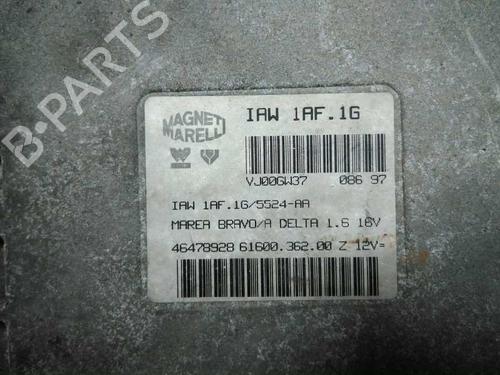 B-PARTS
MAGNETI
MARELLI
IAW 1AF.1G
VJ00GW37 086 97
IAW 1AF.1G/5524-AA
MAREA BRAVO/A DELTA 1.6 16V
46478928 61600.362.00 Z 12V=
B-PARTS